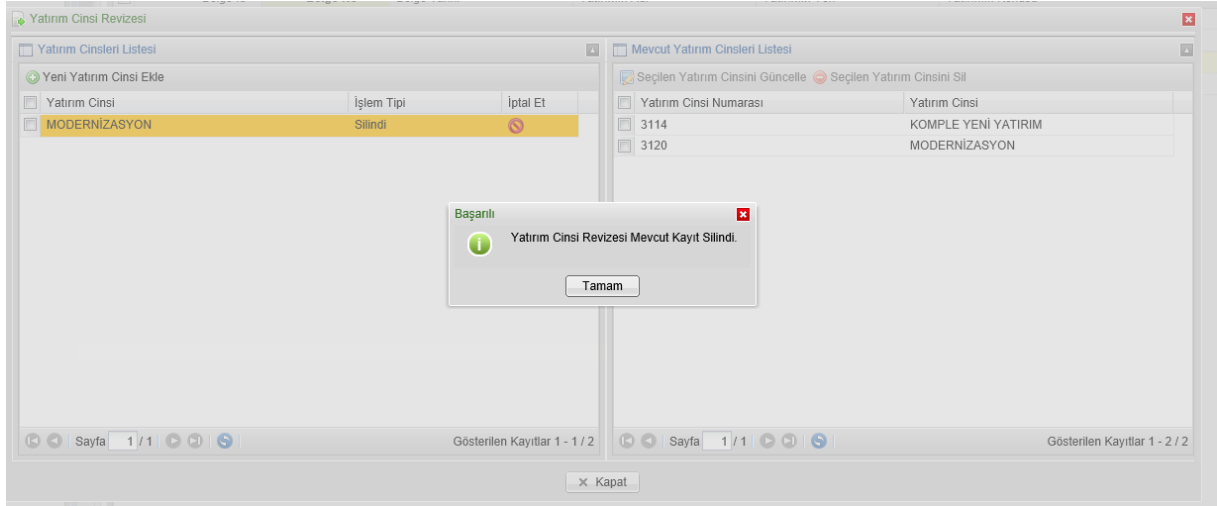 Yatırım Cinsi Revizesi
Yatırım Cinsleri Listesi
Yeni Yatırım Cinsi Ekle
Yatırım Cinsi İşlem Tipi İptal Et
MODERNİZASYON Silindi
Mevcut Yatırım Cinsleri Listesi
Seçilen Yatırım Cinsini Güncelle Seçilen Yatırım Cinsini Sil
Yatırım Cinsi Numarası Yatırım Cinsi
3114 KOMPLE YENİ YATIRIM
3120 MODERNİZASYON
Başarılı
Yatırım Cinsi Revizesi Mevcut Kayıt Silindi.
Tamam
Sayfa 1 / 1 Gösterilen Kayıtlar 1 - 1 / 2
Sayfa 1 / 1 Gösterilen Kayıtlar 1 - 2 / 2
Kapat